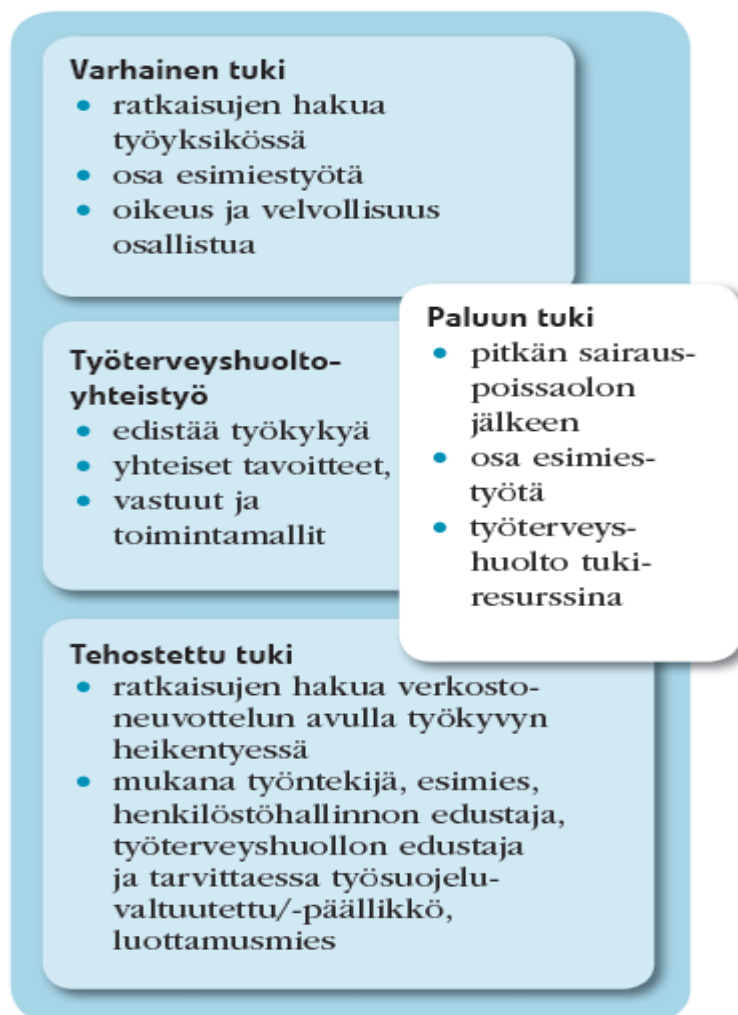 Varhainen tuki
• ratkaisujen hakua
työyksikössä
• osa esimiestyötä
• oikeus ja velvollisuus
osallistua
Työterveyshuolto-
yhteistyö
• edistää työkykyä
• yhteiset tavoitteet,
• vastuut ja
toimintamallit
Paluun tuki
• pitkän sairaus-
poissaolon
jälkeen
• osa esimies-
työtä
• työterveys-
huolto tuki-
resurssina
Tehostettu tuki
• ratkaisujen hakua verkosto-
neuvottelun avulla työkyvyn
heikentyessä
• mukana työntekijä, esimies,
henkilöstöhallinnon edustaja,
työterveyshuollon edustaja
ja tarvittaessa työsuojelu-
valtuutettu/-päällikkö,
luottamusmies